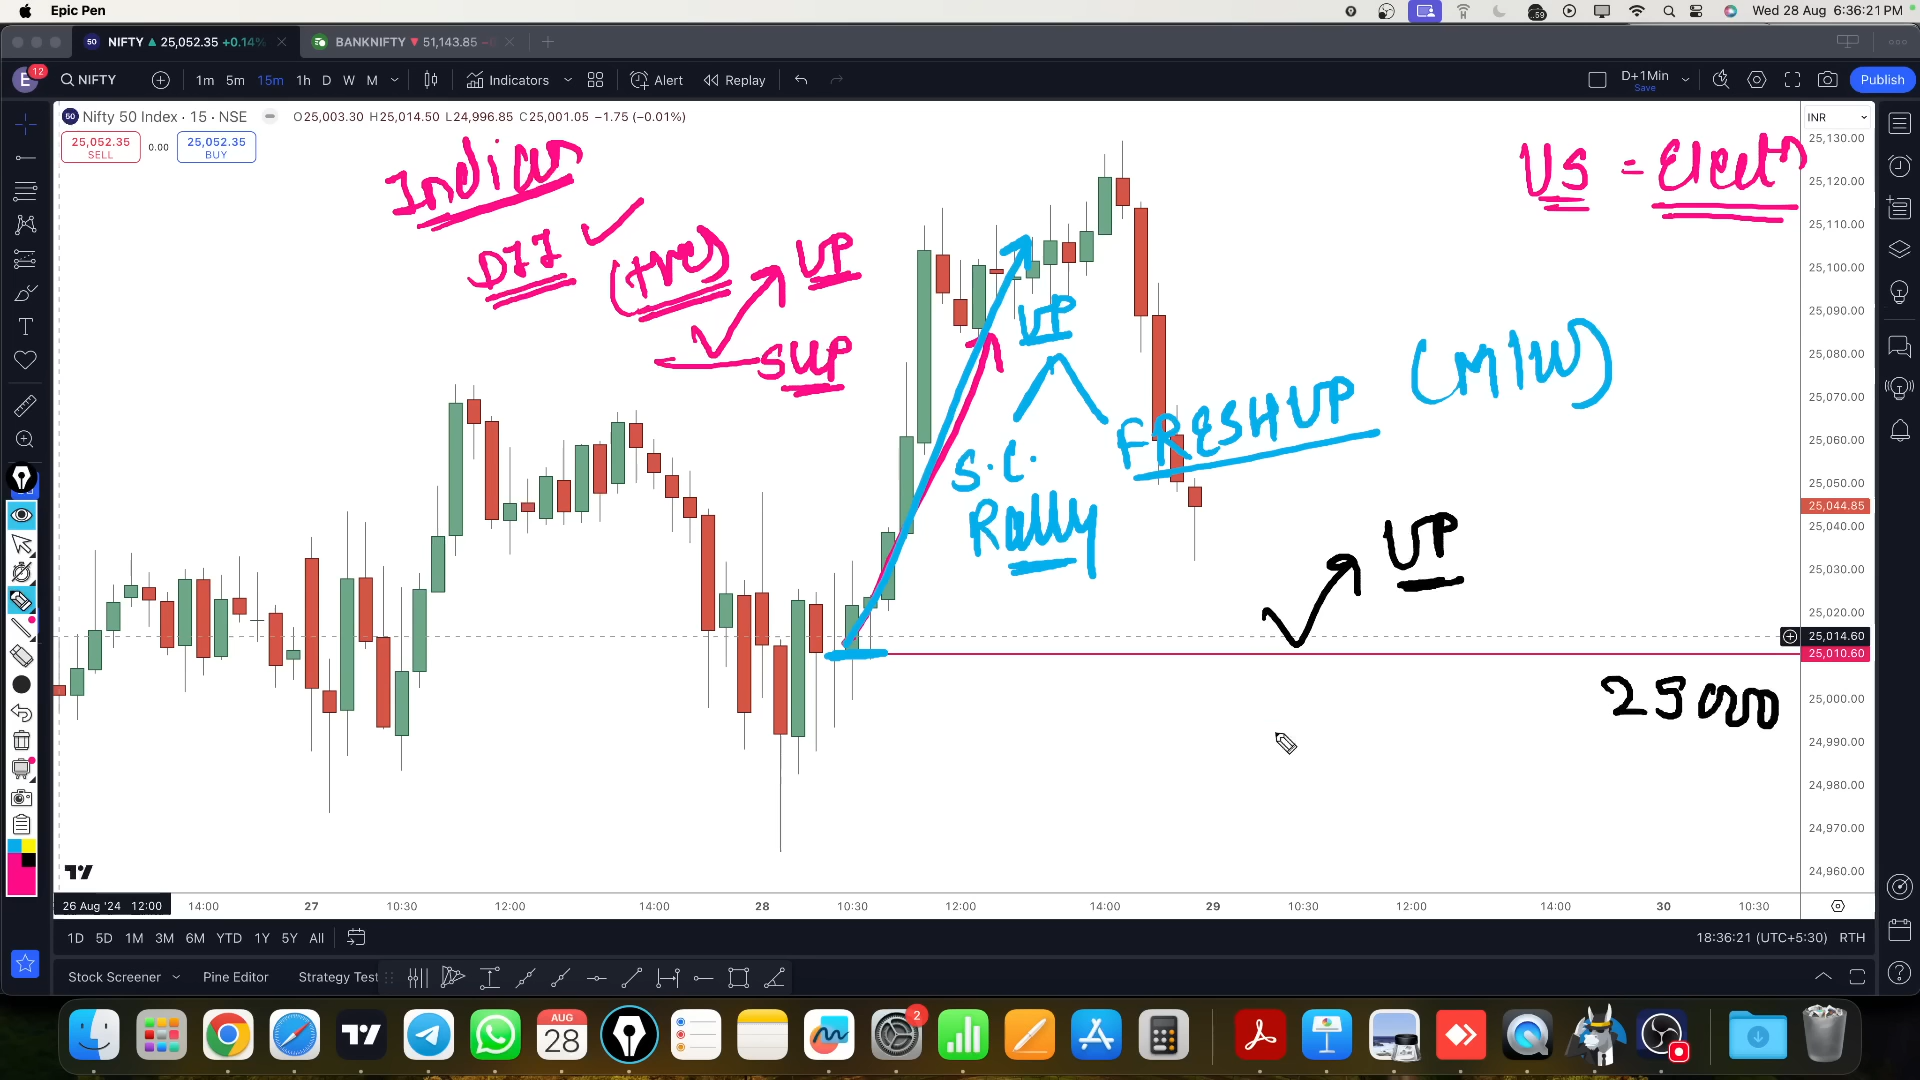 Epic Pen
.59
Wed 28 Aug 6:36:21 PM
50 NIFTY ▲ 25,052.35 +0.14%
BANKNIFTY ▼ 51,143.85
E 12
NIFTY
1m 5m 15m 1h D W M
Indicators
Alert
Replay
D+1Min
Save
Publish
50 Nifty 50 Index · 15 · NSE
O25,003.30 H25,014.50 L24,996.85 C25,001.05 −1.75 (−0.01%)
25,052.35
SELL
0.00
25,052.35
BUY
INR
Indian
DII
(+ves)
UP
SUP
US =
UP
S.C.
Rally
FRESH UP
(M/W)
UP
25000
25,130.00
25,120.00
25,110.00
25,100.00
25,090.00
25,080.00
25,070.00
25,060.00
25,050.00
25,044.85
25,040.00
25,030.00
25,020.00
25,014.60
25,010.60
25,000.00
24,990.00
24,980.00
24,970.00
24,960.00
26 Aug '24 12:00
14:00 27 10:30 12:00 14:00 28 10:30 12:00 14:00 29 10:30 12:00 14:00 30 10:30
1D 5D 1M 3M 6M YTD 1Y 5Y All
18:36:21 (UTC+5:30) RTH
Stock Screener
Pine Editor
Strategy Test
AUG
28
2